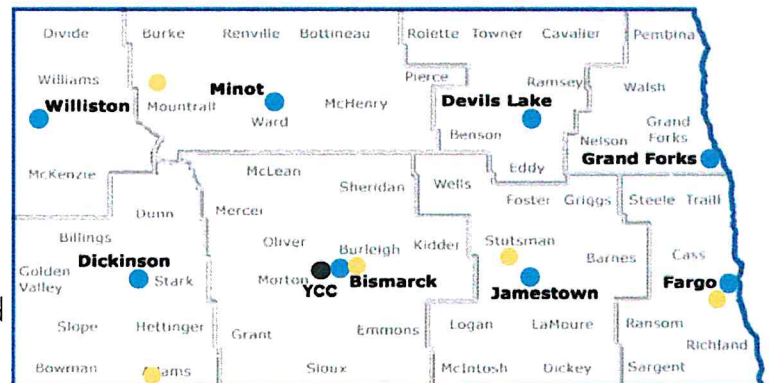 Divide Burke Renville Bottineau Rolette Towner Cavalier Pembina
Williams Pierce Ramsey Walsh
Williston Mountrail Minot McHenry Devils Lake
Ward Benson Nelson Grand Forks
McKenzie Eddy Grand Forks
McLean Sheridan Wells
Dunn Mercer Foster Griggs Steele Traill
Billings Oliver Burleigh Kidder Stutsman Barnes Cass
Golden Valley Dickinson Stark Morton YCC Bismarck Jamestown Fargo
Slope Hettinger Grant Emmons Logan LaMoure Ransom
Richland
Bowman Adams Sioux McIntosh Dickey Sargent